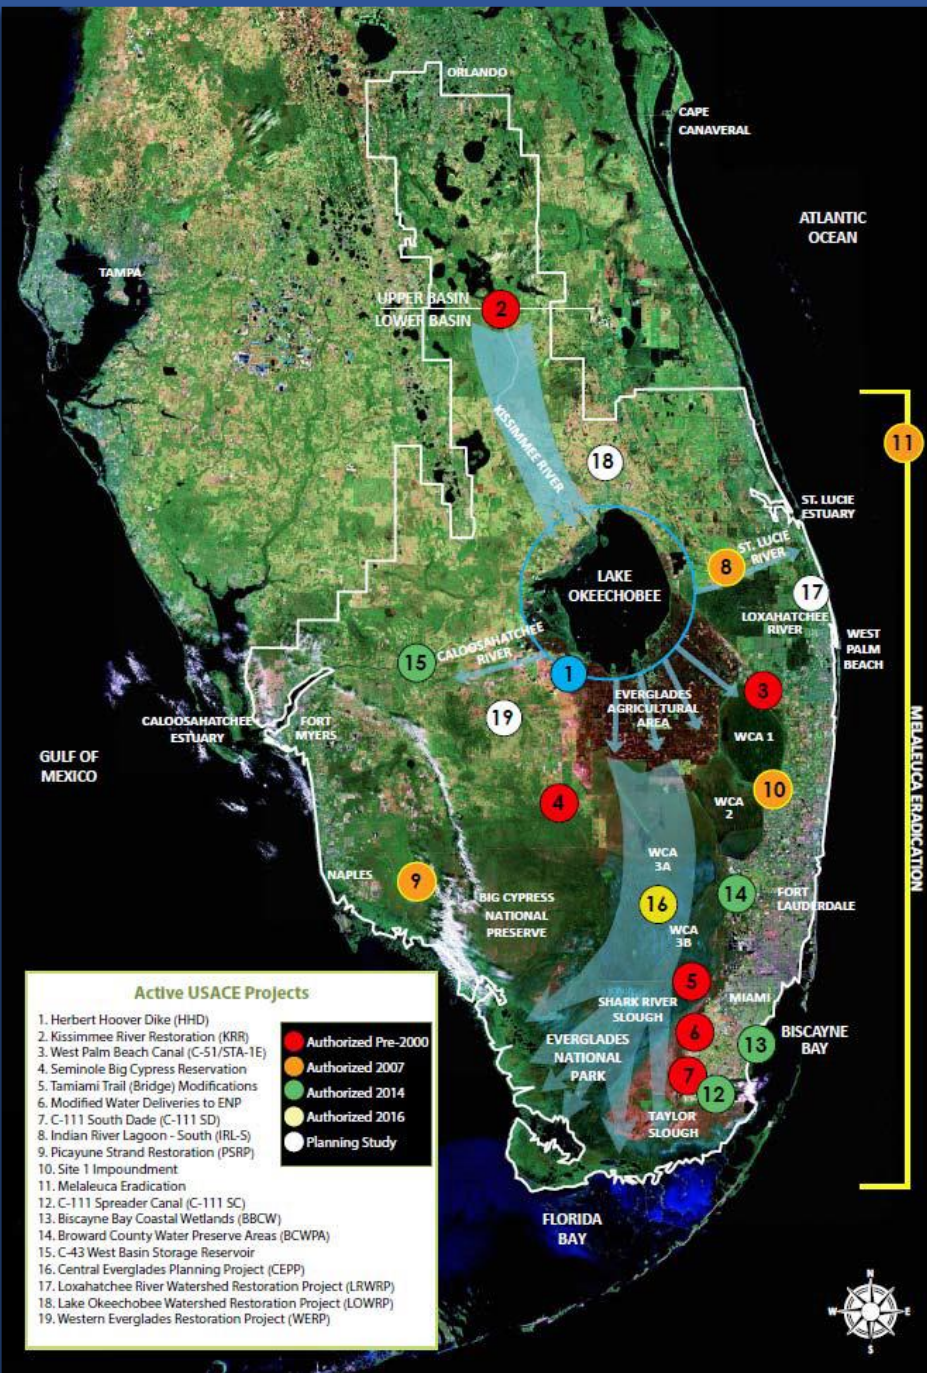 ORLANDO
CAPE
CANAVERAL
ATLANTIC
OCEAN
TAMPA
UPPER BASIN
LOWER BASIN
2
KISSIMMEE RIVER
11
18
ST. LUCIE
ESTUARY
ST. LUCIE
RIVER
8
LAKE
OKEECHOBEE
17
LOXAHATCHEE
RIVER
WEST
PALM
BEACH
CALOOSAHATCHEE
RIVER
15
1
3
EVERGLADES
AGRICULTURAL
AREA
19
CALOOSAHATCHEE
ESTUARY
FORT
MYERS
WCA 1
GULF OF
MEXICO
MELALEUCA ERADICATION
10
4
WCA
2
WCA
3A
NAPLES
9
BIG CYPRESS
NATIONAL
PRESERVE
16
14
FORT
LAUDERDALE
WCA
3B
5
SHARK RIVER
SLOUGH
MIAMI
6
EVERGLADES
NATIONAL
PARK
13
BISCAYNE
BAY
7
12
TAYLOR
SLOUGH
FLORIDA
BAY
Active USACE Projects
1. Herbert Hoover Dike (HHD)
2. Kissimmee River Restoration (KRR)
3. West Palm Beach Canal (C-51/STA-1E)
4. Seminole Big Cypress Reservation
5. Tamiami Trail (Bridge) Modifications
6. Modified Water Deliveries to ENP
7. C-111 South Dade (C-111 SD)
8. Indian River Lagoon - South (IRL-S)
9. Picayune Strand Restoration (PSRP)
10. Site 1 Impoundment
11. Melaleuca Eradication
12. C-111 Spreader Canal (C-111 SC)
13. Biscayne Bay Coastal Wetlands (BBCW)
14. Broward County Water Preserve Areas (BCWPA)
15. C-43 West Basin Storage Reservoir
16. Central Everglades Planning Project (CEPP)
17. Loxahatchee River Watershed Restoration Project (LRWRP)
18. Lake Okeechobee Watershed Restoration Project (LOWRP)
19. Western Everglades Restoration Project (WERP)
Authorized Pre-2000
Authorized 2007
Authorized 2014
Authorized 2016
Planning Study
N
W
E
S